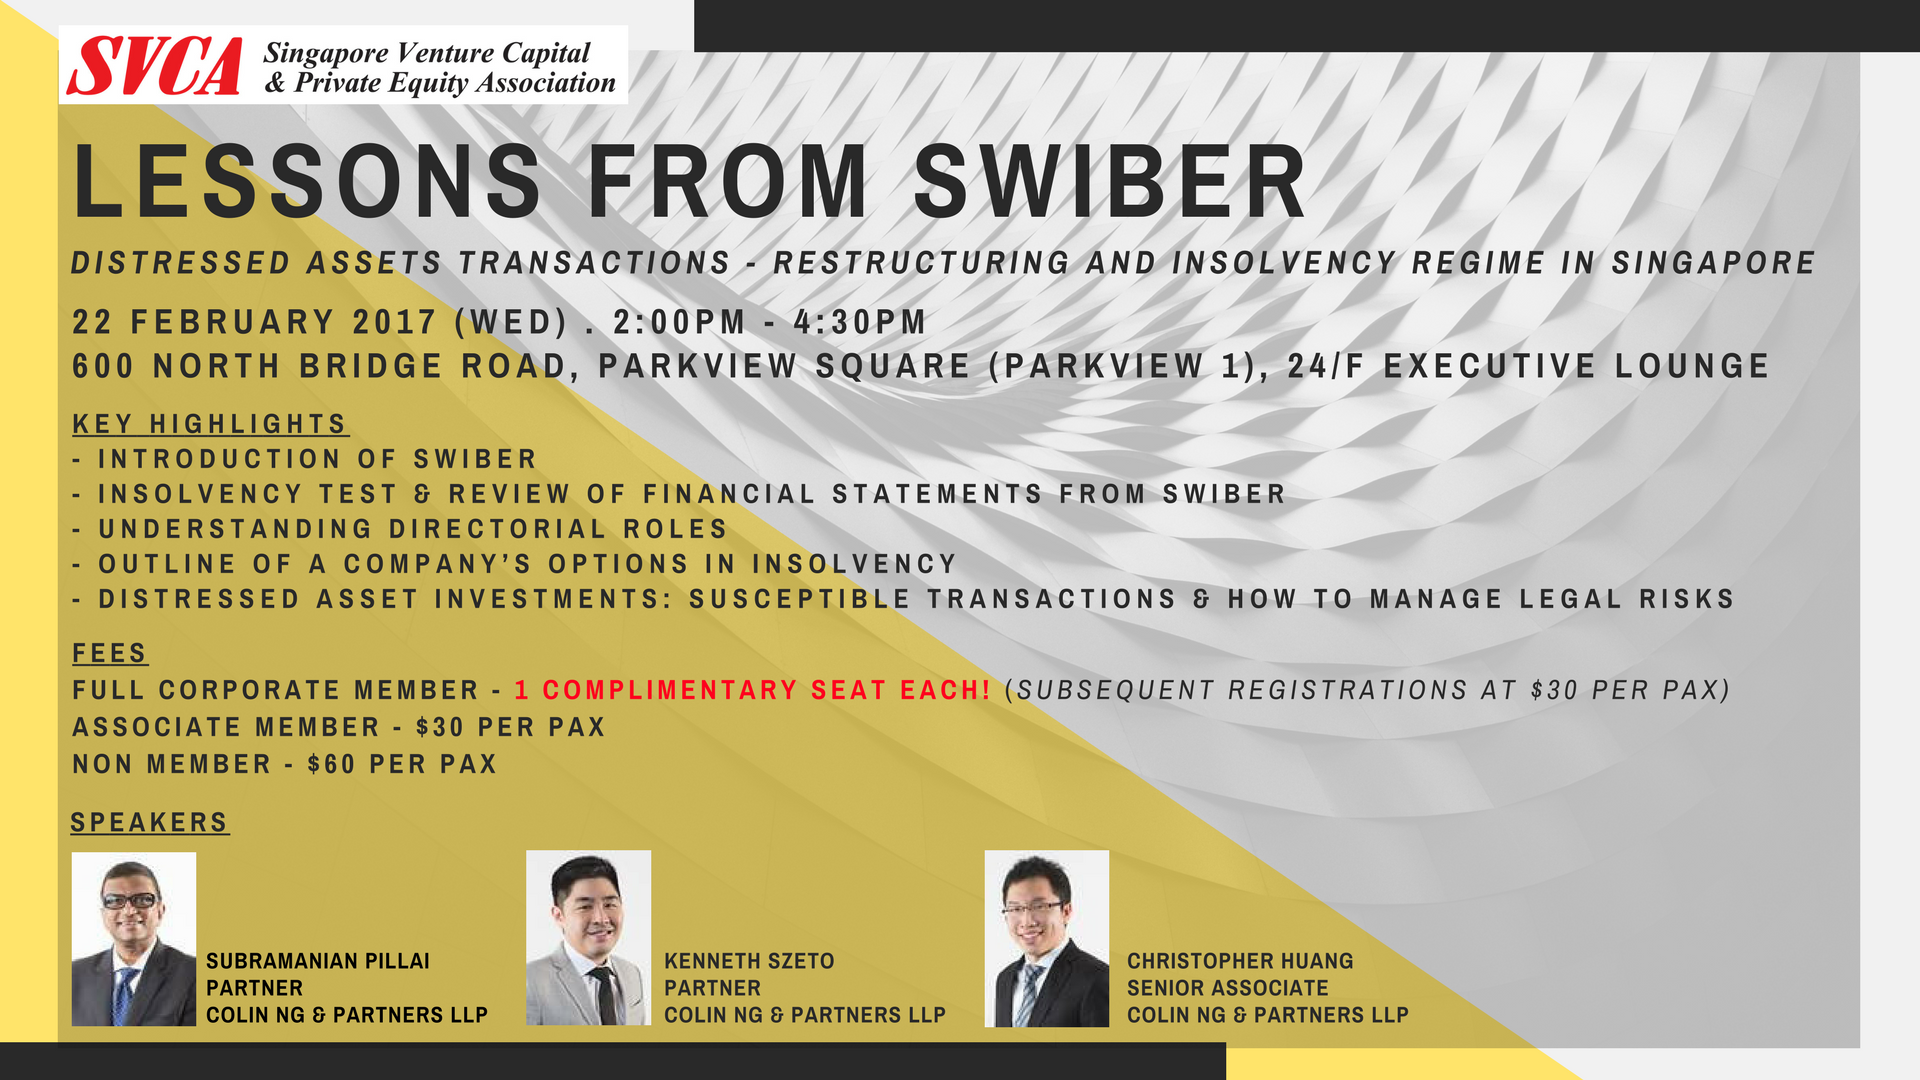 SVCA Singapore Venture Capital
& Private Equity Association
LESSONS FROM SWIBER
DISTRESSED ASSETS TRANSACTIONS - RESTRUCTURING AND INSOLVENCY REGIME IN SINGAPORE
22 FEBRUARY 2017 (WED) . 2:00PM - 4:30PM
600 NORTH BRIDGE ROAD, PARKVIEW SQUARE (PARKVIEW 1), 24/F EXECUTIVE LOUNGE
KEY HIGHLIGHTS
- INTRODUCTION OF SWIBER
- INSOLVENCY TEST & REVIEW OF FINANCIAL STATEMENTS FROM SWIBER
- UNDERSTANDING DIRECTORIAL ROLES
- OUTLINE OF A COMPANY’S OPTIONS IN INSOLVENCY
- DISTRESSED ASSET INVESTMENTS: SUSCEPTIBLE TRANSACTIONS & HOW TO MANAGE LEGAL RISKS
FEES
FULL CORPORATE MEMBER - 1 COMPLIMENTARY SEAT EACH! (SUBSEQUENT REGISTRATIONS AT $30 PER PAX)
ASSOCIATE MEMBER - $30 PER PAX
NON MEMBER - $60 PER PAX
SPEAKERS
SUBRAMANIAN PILLAI
PARTNER
COLIN NG & PARTNERS LLP
KENNETH SZETO
PARTNER
COLIN NG & PARTNERS LLP
CHRISTOPHER HUANG
SENIOR ASSOCIATE
COLIN NG & PARTNERS LLP